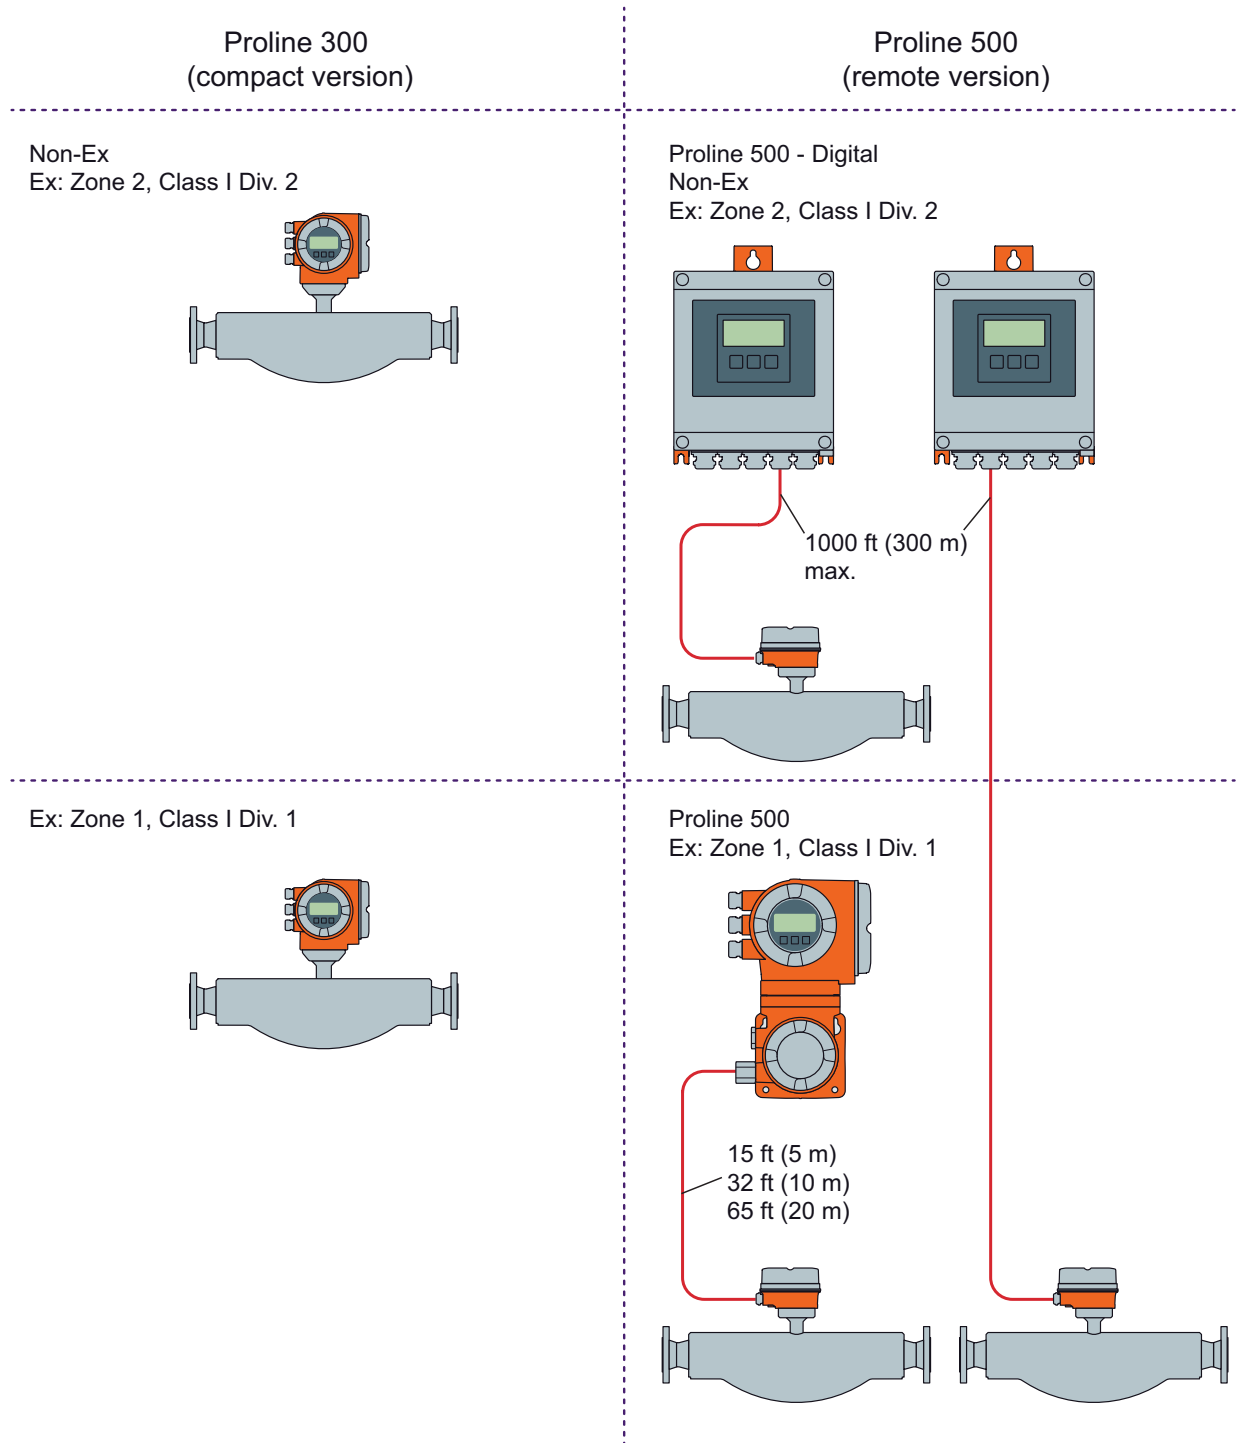 Proline 300
(compact version)
Proline 500
(remote version)
Non-Ex
Ex: Zone 2, Class I Div. 2
Proline 500 - Digital
Non-Ex
Ex: Zone 2, Class I Div. 2
1000 ft (300 m)
max.
Ex: Zone 1, Class I Div. 1
Proline 500
Ex: Zone 1, Class I Div. 1
15 ft (5 m)
32 ft (10 m)
65 ft (20 m)